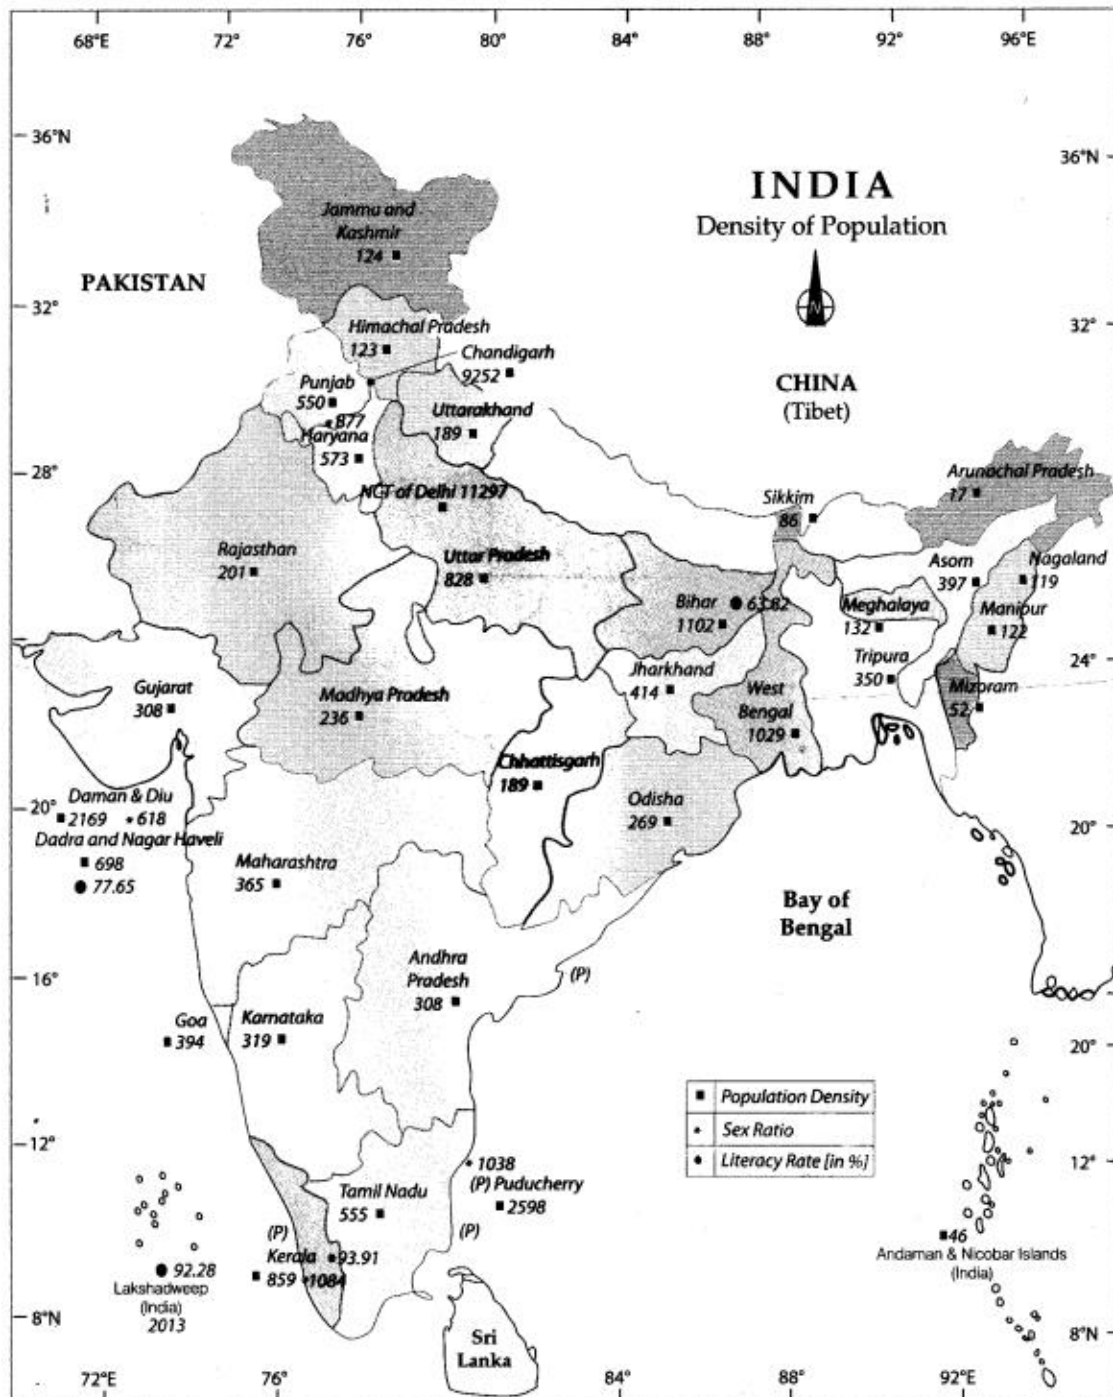 68°E
72°
76°
80°
84°
88°
92°
96°E
36°N
36°N
INDIA
Density of Population
N
Jammu and
Kashmir
124
PAKISTAN
32°
32°
Himachal Pradesh
123
Chandigarh
9252
CHINA
(Tibet)
Punjab
550
877
Haryana
573
Uttarakhand
189
28°
28°
NCT of Delhi 11297
Arunachal Pradesh
17
Sikkim
86
Rajasthan
201
Uttar Pradesh
828
Asom
397
Nagaland
119
Bihar
63.82
1102
Meghalaya
132
Manipur
122
Tripura
350
24°
Gujarat
308
Madhya Pradesh
236
Jharkhand
414
West
Bengal
1029
Mizoram
52
Chhattisgarh
189
Odisha
269
20°
20°
Daman & Diu
2169
618
Dadra and Nagar Haveli
698
77.65
Maharashtra
365
Bay of
Bengal
Andhra
Pradesh
308
(P)
16°
Goa
394
Karnataka
319
20°
Population Density
Sex Ratio
Literacy Rate [in %]
12°
12°
1038
(P) Puducherry
2598
Tamil Nadu
555
(P)
(P)
Kerala
93.91
859
1084
92.28
Lakshadweep
(India)
2013
46
Andaman & Nicobar Islands
(India)
8°N
8°N
Sri
Lanka
72°E
76°
80°
84°
88°
92°E